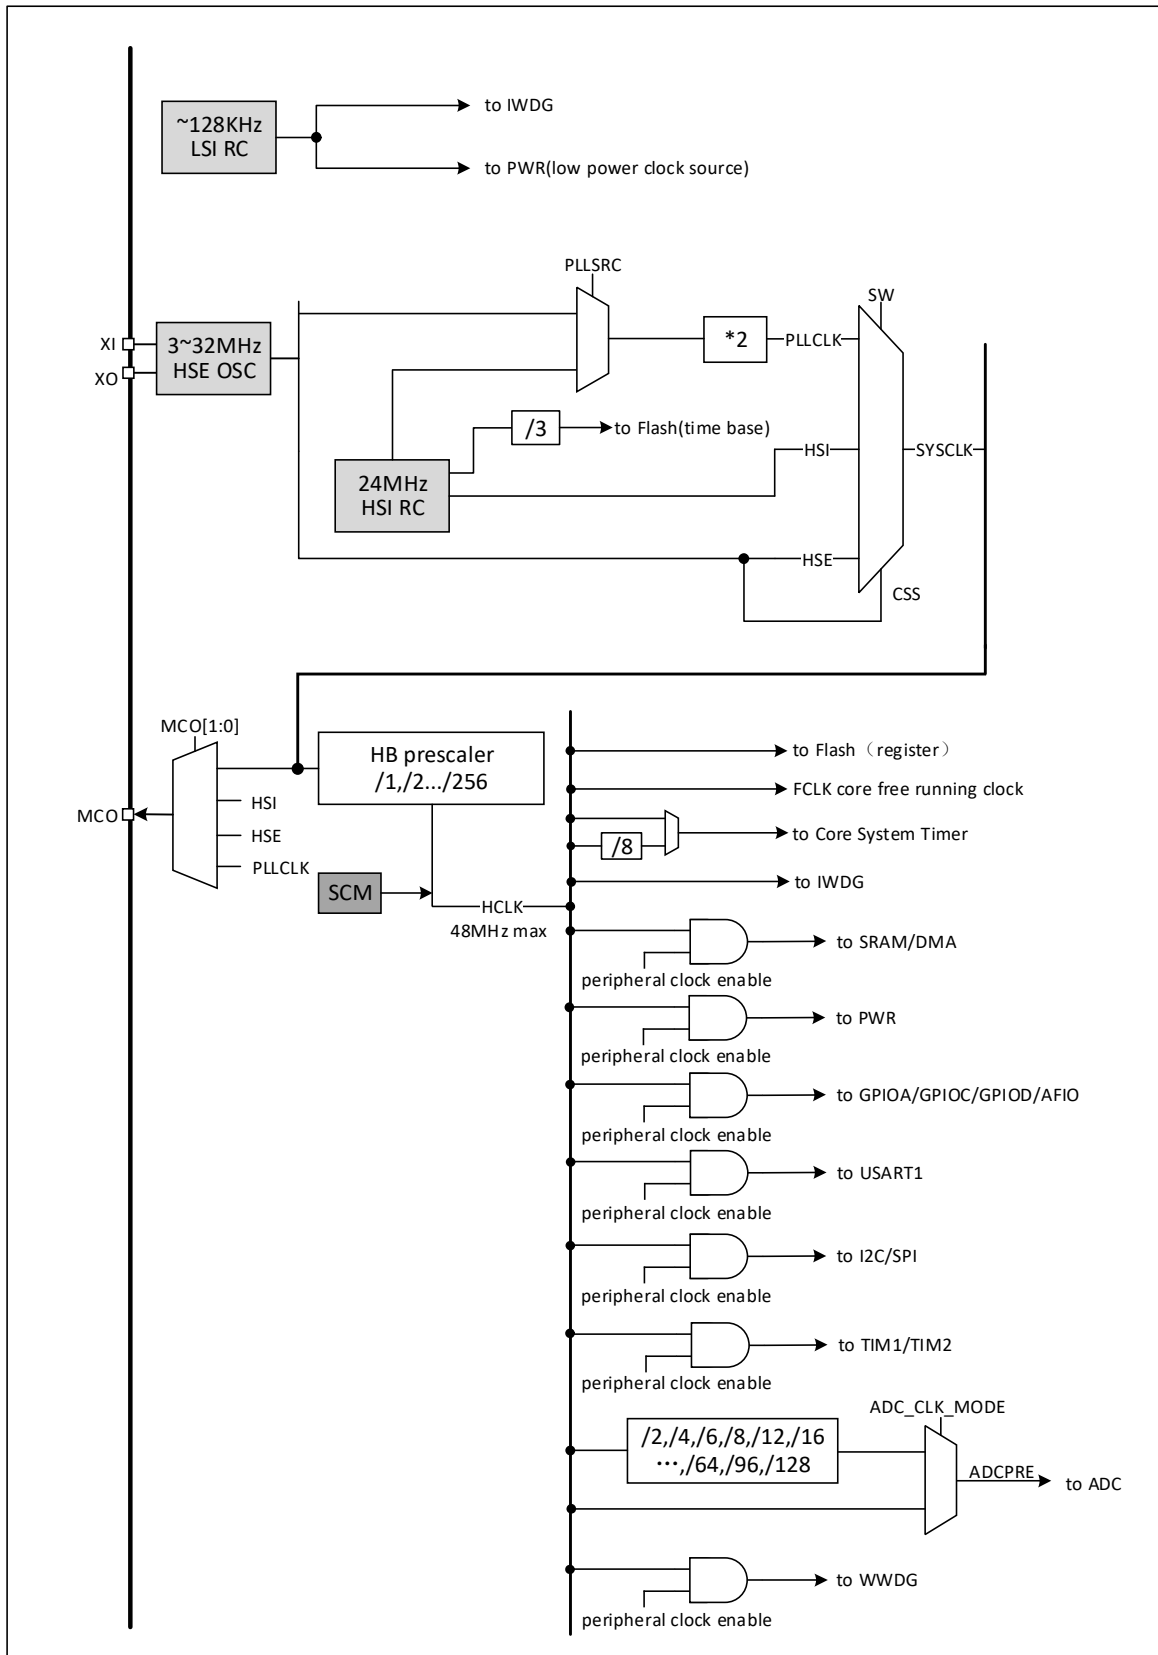 ~128KHz
LSI RC
to IWDG
to PWR(low power clock source)
PLLSRC
SW
XI
XO
3~32MHz
HSE OSC
*2
PLLCLK
/3
to Flash(time base)
24MHz
HSI RC
HSI
SYSCLK
HSE
CSS
MCO[1:0]
HB prescaler
/1,/2.../256
HSI
HSE
PLLCLK
MCO
SCM
HCLK
48MHz max
to Flash（register）
FCLK core free running clock
/8
to Core System Timer
to IWDG
to SRAM/DMA
peripheral clock enable
to PWR
peripheral clock enable
to GPIOA/GPIOC/GPIOD/AFIO
peripheral clock enable
to USART1
peripheral clock enable
to I2C/SPI
peripheral clock enable
to TIM1/TIM2
peripheral clock enable
ADC_CLK_MODE
/2,/4,/6,/8,/12,/16
…,/64,/96,/128
ADCPRE
to ADC
to WWDG
peripheral clock enable